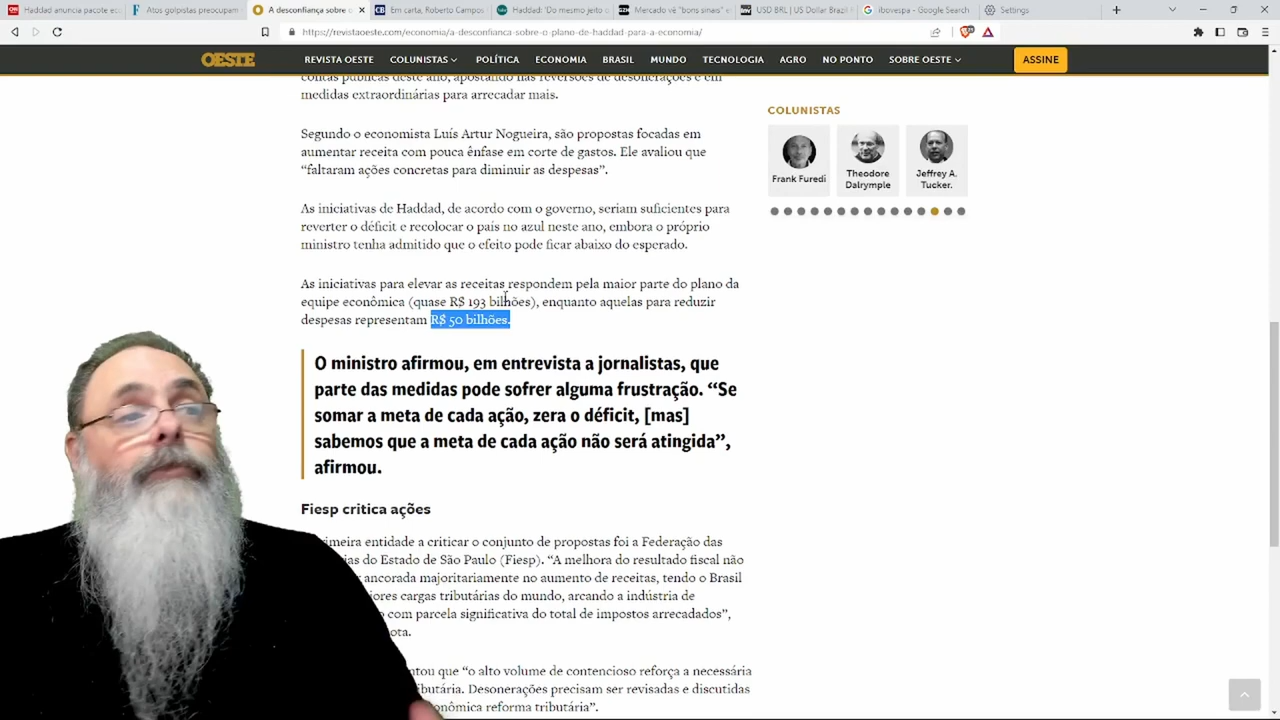 Haddad anuncia pacote ec
Atos golpistas preocupam
A desconfiança sobre o
Em carta, Roberto Campos
Haddad: 'Do mesmo jeito o
Mercado vê "bons sinais" e
USD BRL | US Dollar Brazil R
ibovespa - Google Search
Settings
https://revistaoeste.com/economia/a-desconfianca-sobre-o-plano-de-haddad-para-a-economia/
OESTE
REVISTA OESTE
COLUNISTAS
POLÍTICA
ECONOMIA
BRASIL
MUNDO
TECNOLOGIA
AGRO
NO PONTO
SOBRE OESTE
ASSINE
contas públicas deste ano, apostando nas reversões de desonerações e em
medidas extraordinárias para arrecadar mais.
Segundo o economista Luís Artur Nogueira, são propostas focadas em
aumentar receita com pouca ênfase em corte de gastos. Ele avaliou que
“faltaram ações concretas para diminuir as despesas”.
As iniciativas de Haddad, de acordo com o governo, seriam suficientes para
reverter o déficit e recolocar o país no azul neste ano, embora o próprio
ministro tenha admitido que o efeito pode ficar abaixo do esperado.
As iniciativas para elevar as receitas respondem pela maior parte do plano da
equipe econômica (quase R$ 193 bilhões), enquanto aquelas para reduzir
despesas representam R$ 50 bilhões.
O ministro afirmou, em entrevista a jornalistas, que
parte das medidas pode sofrer alguma frustração. “Se
somar a meta de cada ação, zera o déficit, [mas]
sabemos que a meta de cada ação não será atingida”,
afirmou.
Fiesp critica ações
rimeira entidade a criticar o conjunto de propostas foi a Federação das
ias do Estado de São Paulo (Fiesp). “A melhora do resultado fiscal não
ancorada majoritariamente no aumento de receitas, tendo o Brasil
iores cargas tributárias do mundo, arcando a indústria de
com parcela significativa do total de impostos arrecadados”,
ota.
ntou que “o alto volume de contencioso reforça a necessária
ributária. Desonerações precisam ser revisadas e discutidas
onômica reforma tributária”.
COLUNISTAS
Frank Furedi
Theodore
Dalrymple
Jeffrey A.
Tucker.